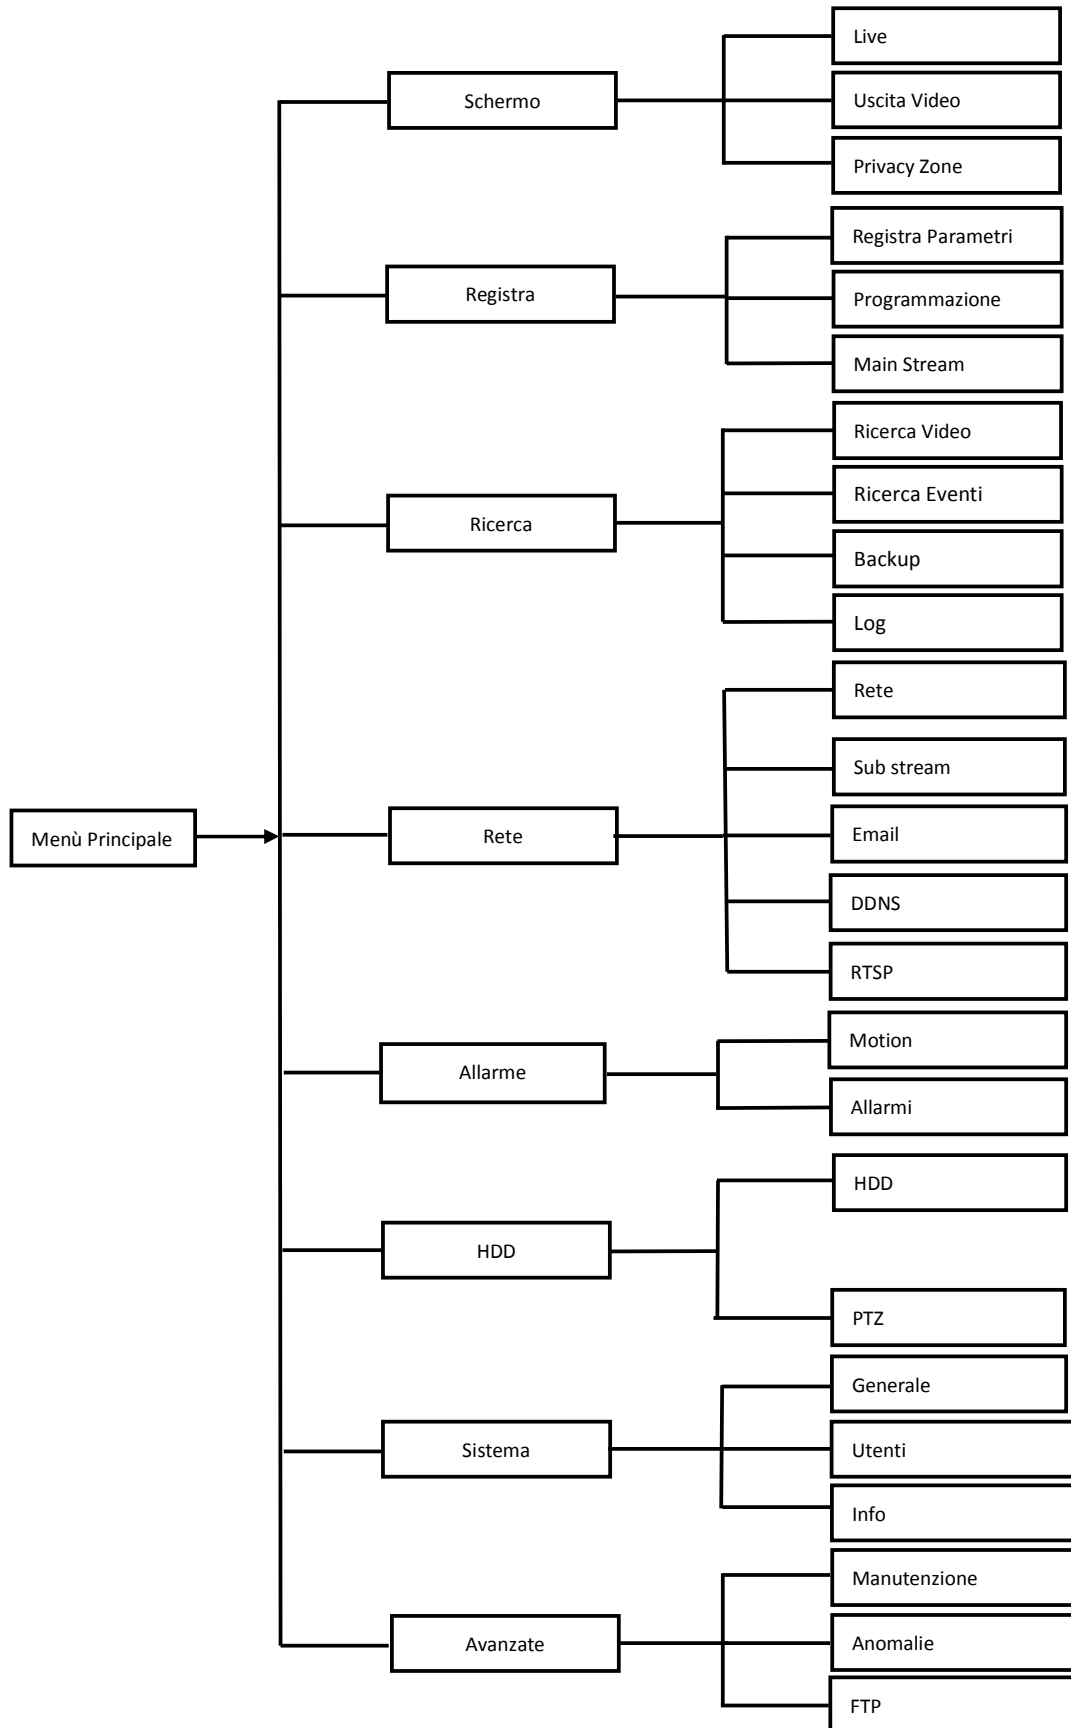 Menù Principale
Schermo
Live
Uscita Video
Privacy Zone
Registra
Registra Parametri
Programmazione
Main Stream
Ricerca
Ricerca Video
Ricerca Eventi
Backup
Log
Rete
Rete
Sub stream
Email
DDNS
RTSP
Allarme
Motion
Allarmi
HDD
HDD
PTZ
Sistema
Generale
Utenti
Info
Avanzate
Manutenzione
Anomalie
FTP